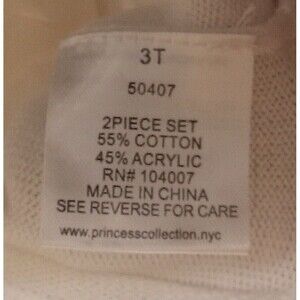 3T
50407
2PIECE SET
55% COTTON
45% ACRYLIC
RN# 104007
MADE IN CHINA
SEE REVERSE FOR CARE
www.princesscollection.nyc